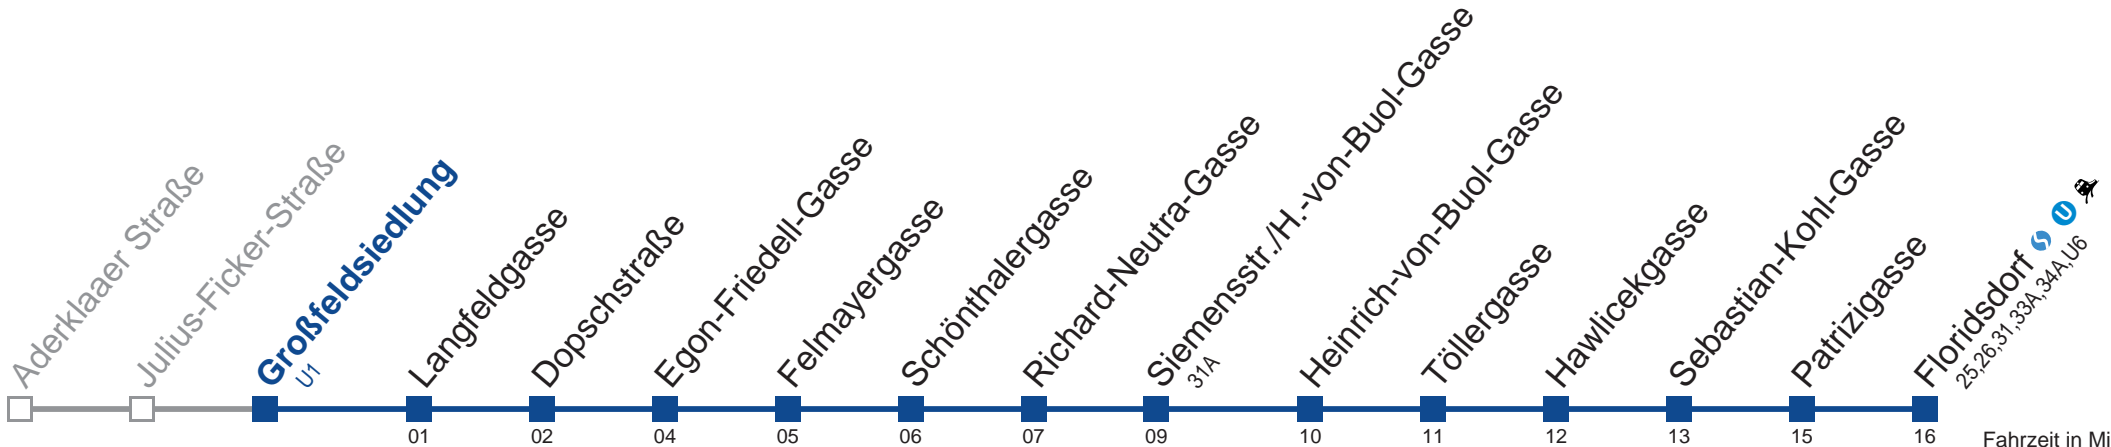 Aderklaaer Straße
Julius-Ficker-Straße
Großfeldsiedlung
U1
Langfeldgasse
Dopschstraße
Egon-Friedell-Gasse
Felmayergasse
Schönthalergasse
Richard-Neutra-Gasse
Siemensstr./H.-von-Buol-Gasse
31A
Heinrich-von-Buol-Gasse
Töllergasse
Hawlicekgasse
Sebastian-Kohl-Gasse
Patrizigasse
Floridsdorf S U
25,26,31,33A,34A,U6
01 02 04 05 06 07 09 10 11 12 13 15 16 Fahrzeit in Mi